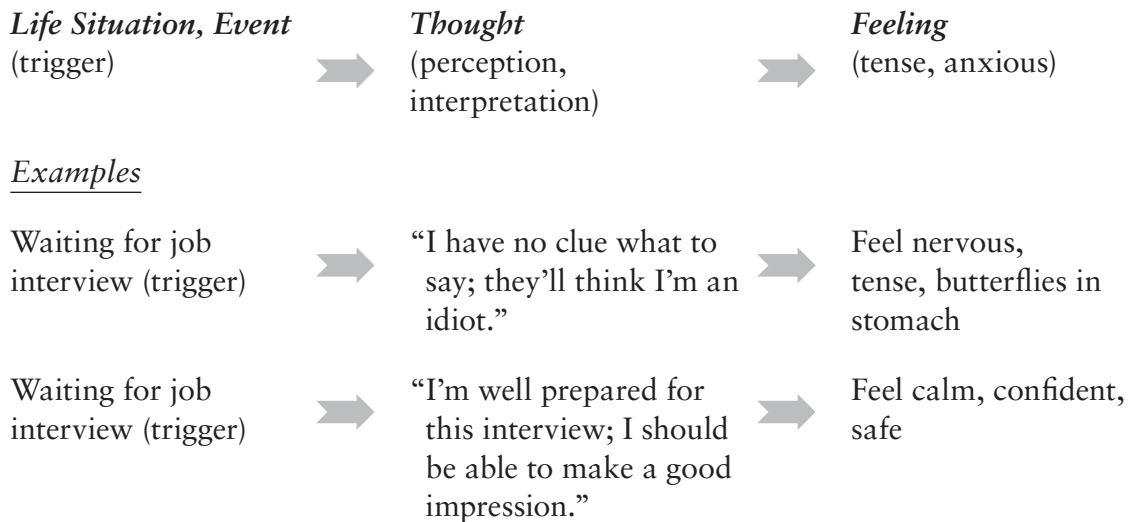 Life Situation, Event
(trigger)
Thought
(perception,
interpretation)
Feeling
(tense, anxious)
Examples
Waiting for job
interview (trigger)
“I have no clue what to
say; they’ll think I’m an
idiot.”
Feel nervous,
tense, butterflies in
stomach
Waiting for job
interview (trigger)
“I’m well prepared for
this interview; I should
be able to make a good
impression.”
Feel calm, confident,
safe